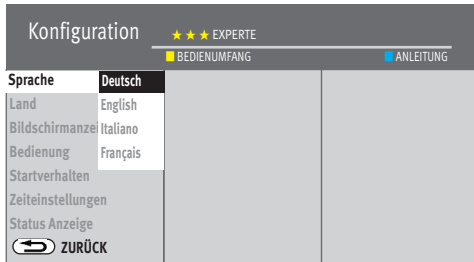 Konfiguration ★ ★ ★ EXPERTE
BEDIENUMFANG ANLEITUNG
Sprache Deutsch
Land English
Bildschirmanzei Italiano
Bedienung Français
Startverhalten
Zeiteinstellungen
Status Anzeige
ZURÜCK